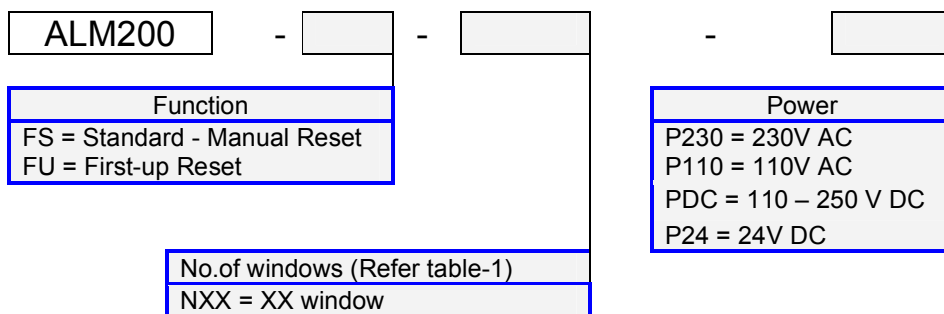 ALM200 - - -
Function
FS = Standard - Manual Reset
FU = First-up Reset
Power
P230 = 230V AC
P110 = 110V AC
PDC = 110 – 250 V DC
P24 = 24V DC
No.of windows (Refer table-1)
NXX = XX window